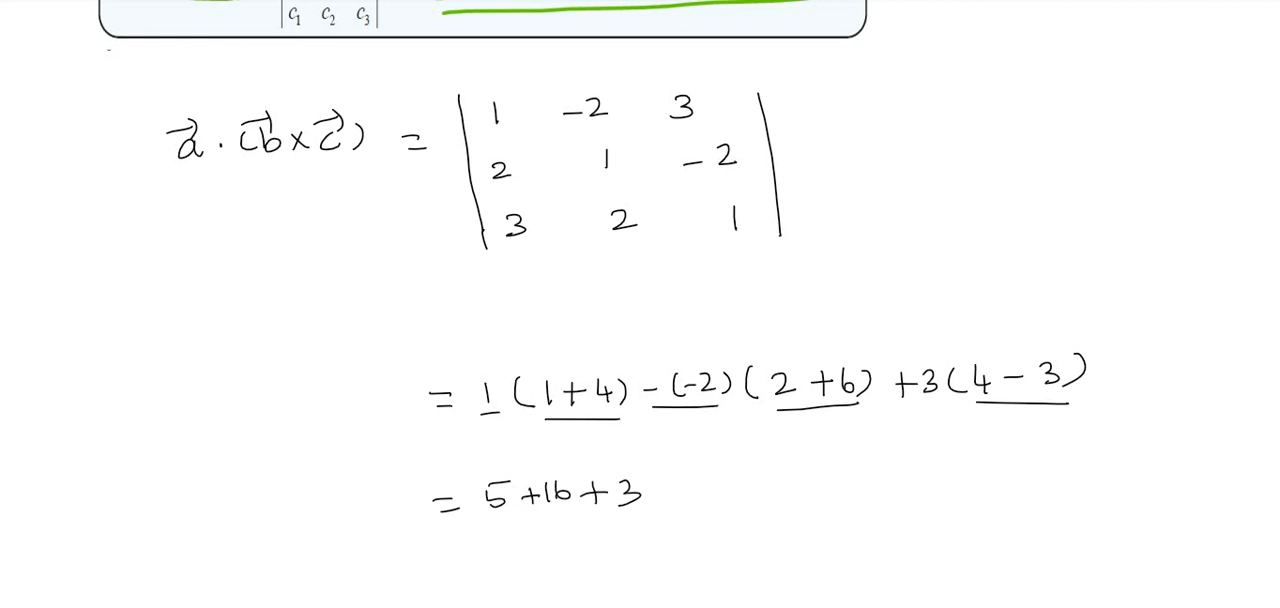 |c₁ c₂ c₃|
a⃗ . (b⃗ × c⃗) = | 1 -2 3 |
| 2 1 -2 |
| 3 2 1 |
= 1 (1+4) - (-2) (2+6) + 3 (4-3)
= 5 + 16 + 3